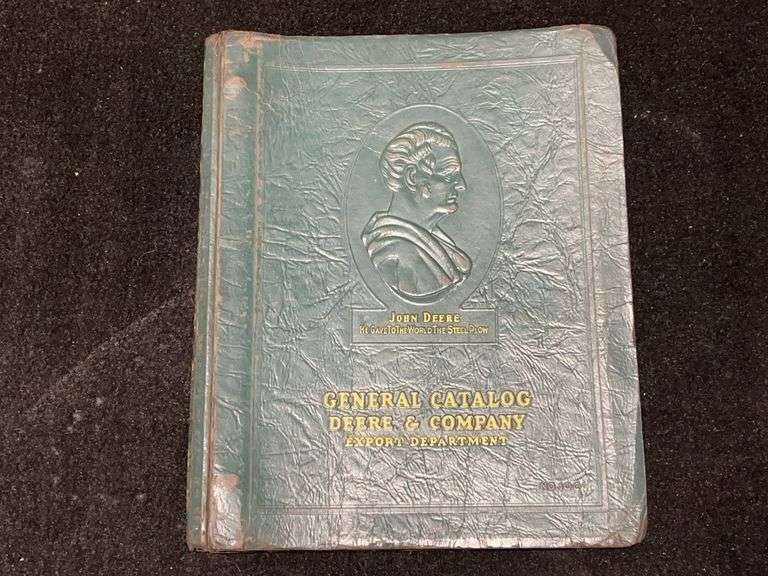 JOHN DEERE
HE GAVE TO THE WORLD THE STEEL PLOW
GENERAL CATALOG
DEERE & COMPANY
EXPORT DEPARTMENT